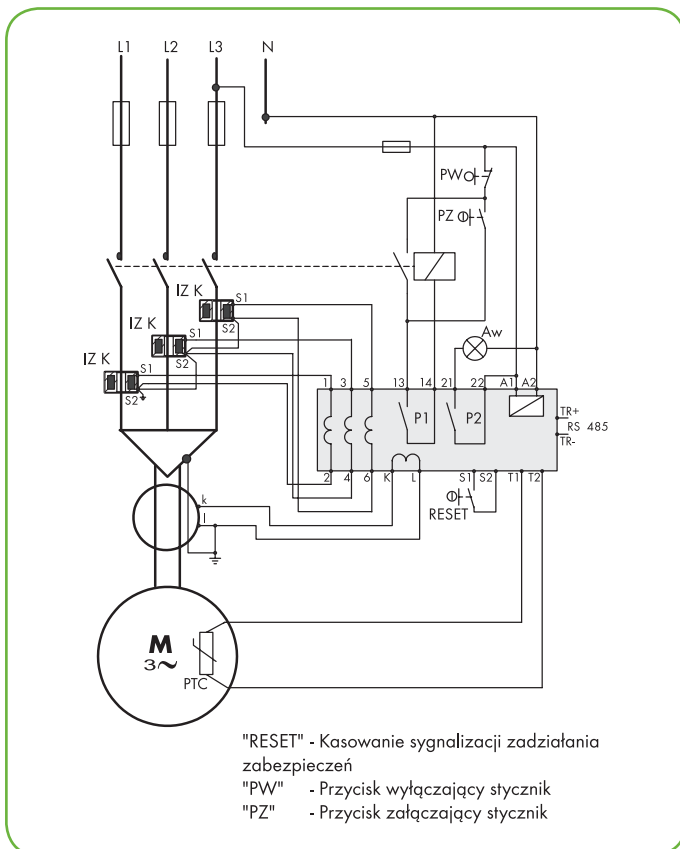 L1 L2 L3 N
PW
PZ
IZ K S1
S2
IZ K S1
S2
IZ K S1
S2
Aw
1 3 5 13 14 21 22 A1 A2
P1 P2
TR+
RS 485
TR-
2 4 6 K L S1 S2 T1 T2
RESET
k
l
M
3~
PTC
"RESET" - Kasowanie sygnalizacji zadziałania
zabezpieczeń
"PW" - Przycisk wyłączający stycznik
"PZ" - Przycisk załączający stycznik